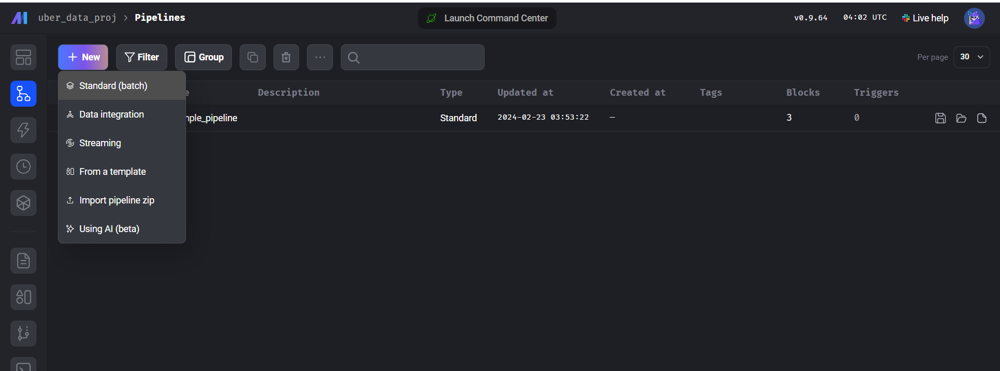 uber_data_proj > Pipelines
Launch Command Center
v0.9.64
04:02 UTC
Live help
New
Filter
Group
Per page
30
Standard (batch)
Data integration
Streaming
From a template
Import pipeline zip
Using AI (beta)
Description Type Updated at Created at Tags Blocks Triggers
mple_pipeline Standard 2024-02-23 03:53:22 — 3 0